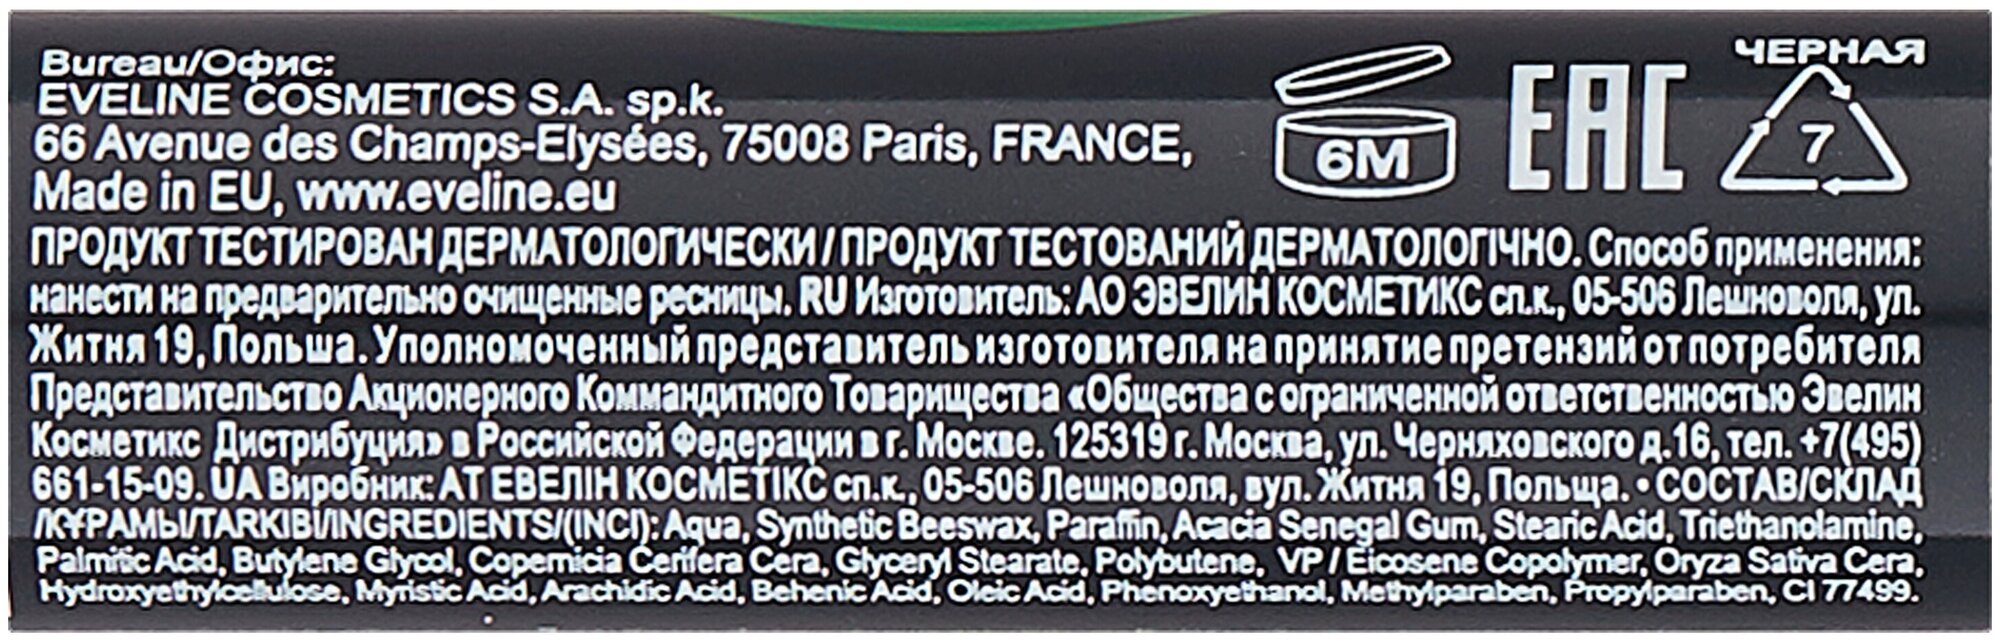 Bureau/Офис:
EVELINE COSMETICS S.A. sp.k.
66 Avenue des Champs-Elysées, 75008 Paris, FRANCE,
Made in EU, www.eveline.eu
6M
EAC
ЧЕРНАЯ
7
ПРОДУКТ ТЕСТИРОВАН ДЕРМАТОЛОГИЧЕСКИ / ПРОДУКТ ТЕСТОВАНИЙ ДЕРМАТОЛОГІЧНО. Способ применения:
нанести на предварительно очищенные ресницы. RU Изготовитель: АО ЭВЕЛИН КОСМЕТИКС сп.к., 05-506 Лешноволя, ул.
Житня 19, Польша. Уполномоченный представитель изготовителя на принятие претензий от потребителя
Представительство Акционерного Коммандитного Товарищества «Общества с ограниченной ответственностью Эвелин
Косметикс Дистрибуция» в Российской Федерации в г. Москве. 125319 г. Москва, ул. Черняховского д.16, тел. +7(495)
661-15-09. UA Виробник: АТ ЕВЕЛІН КОСМЕТІКС сп.к., 05-506 Лешноволя, вул. Житня 19, Польща. • СОСТАВ/СКЛАД
/ҚҰРАМЫ/TARKIBI/INGREDIENTS/(INCI): Aqua, Synthetic Beeswax, Paraffin, Acacia Senegal Gum, Stearic Acid, Triethanolamine,
Palmitic Acid, Butylene Glycol, Copernicia Cerifera Cera, Glyceryl Stearate, Polybutene, VP / Eicosene Copolymer, Oryza Sativa Cera,
Hydroxyethylcellulose, Myristic Acid, Arachidic Acid, Behenic Acid, Oleic Acid, Phenoxyethanol, Methylparaben, Propylparaben, CI 77499.